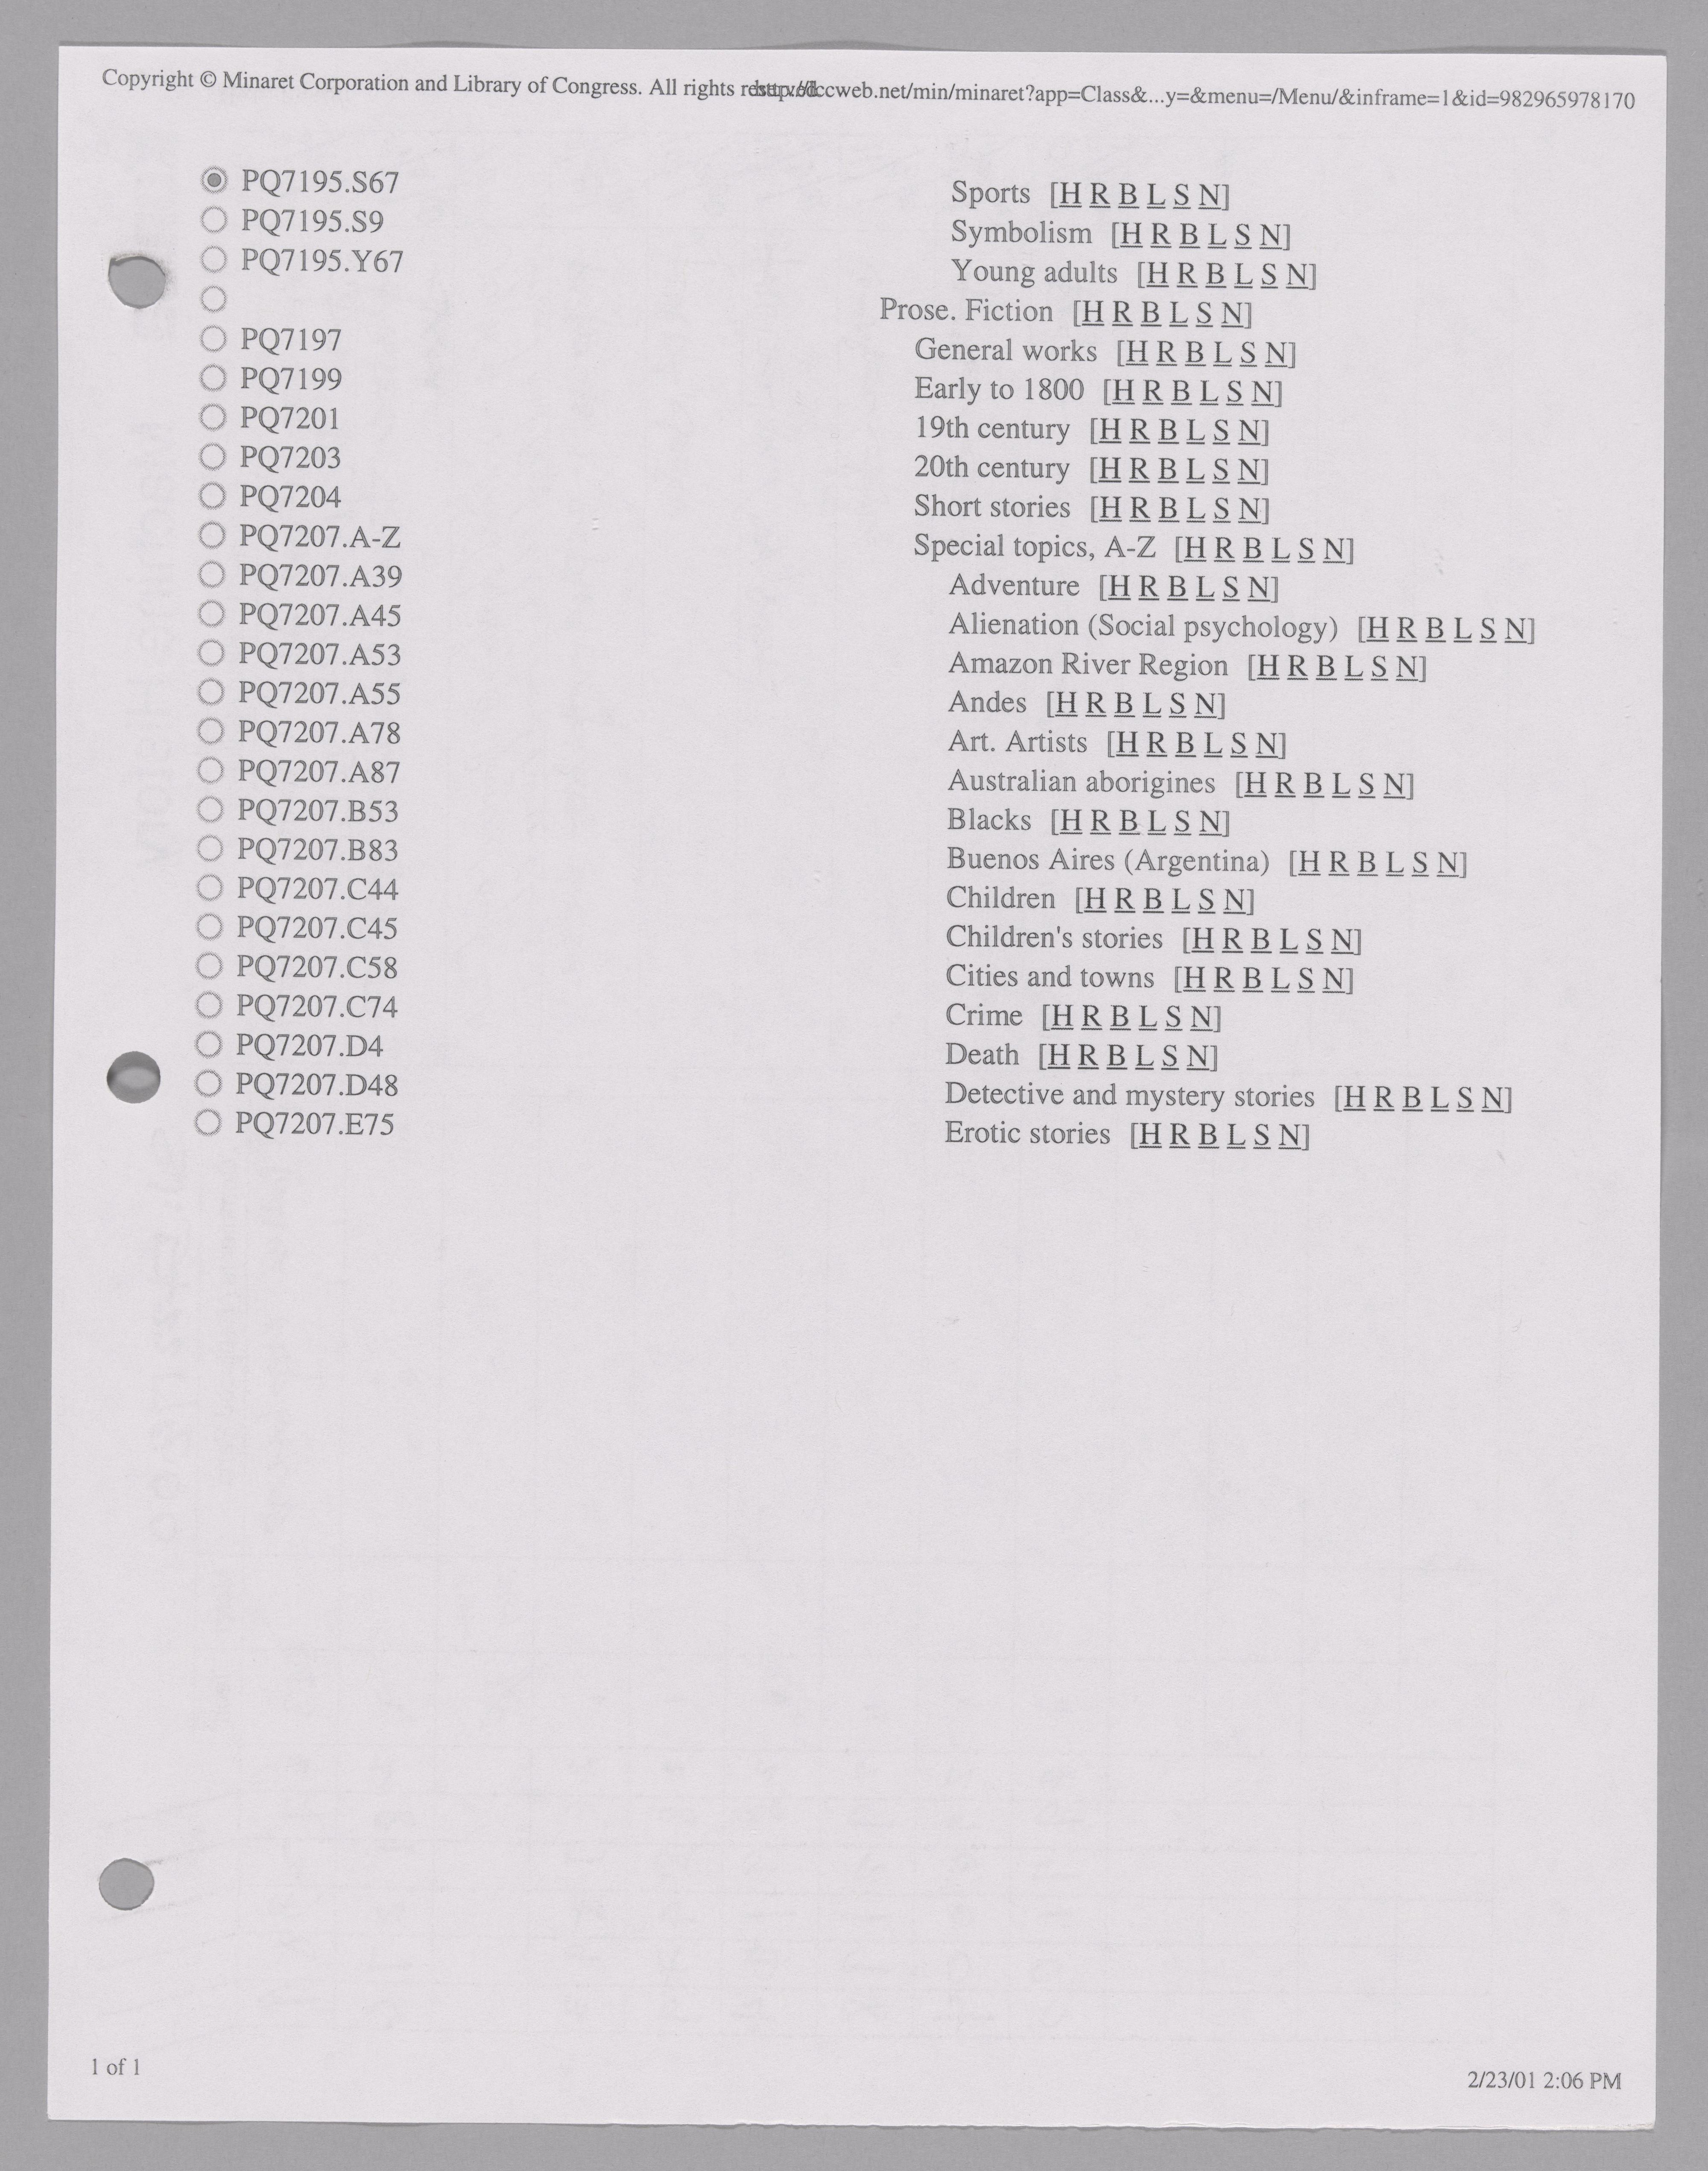 Copyright © Minaret Corporation and Library of Congress. All rights reserved. http://lccweb.net/min/minaret?app=Class&...y=&menu=/Menu/&inframe=1&id=982965978170
PQ7195.S67 Sports [H R B L S N]
PQ7195.S9 Symbolism [H R B L S N]
PQ7195.Y67 Young adults [H R B L S N]
Prose. Fiction [H R B L S N]
PQ7197 General works [H R B L S N]
PQ7199 Early to 1800 [H R B L S N]
PQ7201 19th century [H R B L S N]
PQ7203 20th century [H R B L S N]
PQ7204 Short stories [H R B L S N]
PQ7207.A-Z Special topics, A-Z [H R B L S N]
PQ7207.A39 Adventure [H R B L S N]
PQ7207.A45 Alienation (Social psychology) [H R B L S N]
PQ7207.A53 Amazon River Region [H R B L S N]
PQ7207.A55 Andes [H R B L S N]
PQ7207.A78 Art. Artists [H R B L S N]
PQ7207.A87 Australian aborigines [H R B L S N]
PQ7207.B53 Blacks [H R B L S N]
PQ7207.B83 Buenos Aires (Argentina) [H R B L S N]
PQ7207.C44 Children [H R B L S N]
PQ7207.C45 Children's stories [H R B L S N]
PQ7207.C58 Cities and towns [H R B L S N]
PQ7207.C74 Crime [H R B L S N]
PQ7207.D4 Death [H R B L S N]
PQ7207.D48 Detective and mystery stories [H R B L S N]
PQ7207.E75 Erotic stories [H R B L S N]
1 of 1
2/23/01 2:06 PM